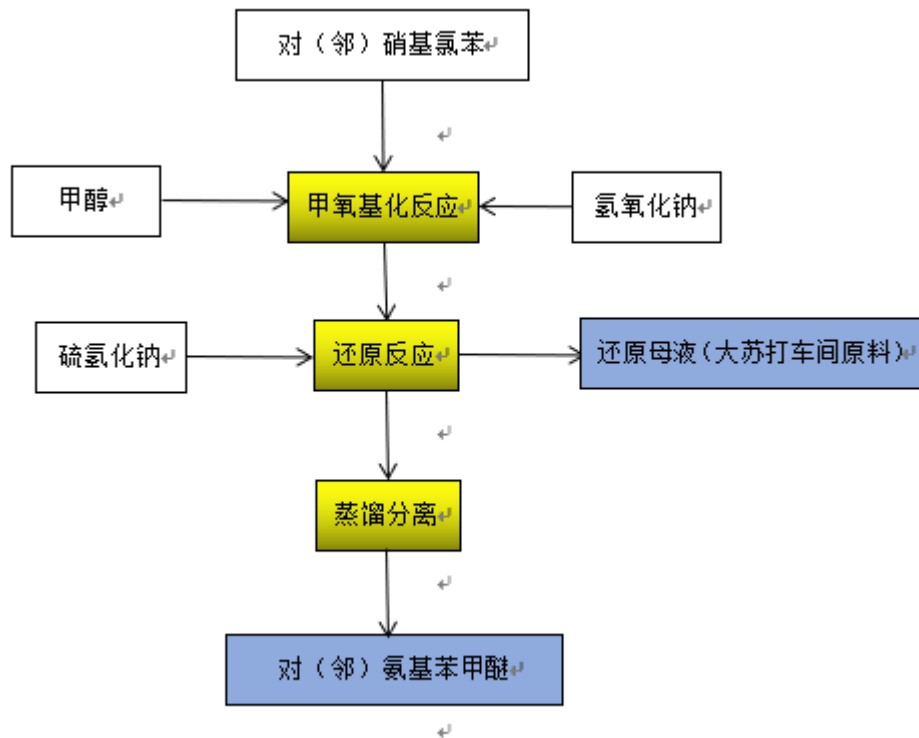 对（邻）硝基氯苯
甲醇
甲氧基化反应
氢氧化钠
硫氢化钠
还原反应
还原母液(大苏打车间原料)
蒸馏分离
对（邻）氨基苯甲醚